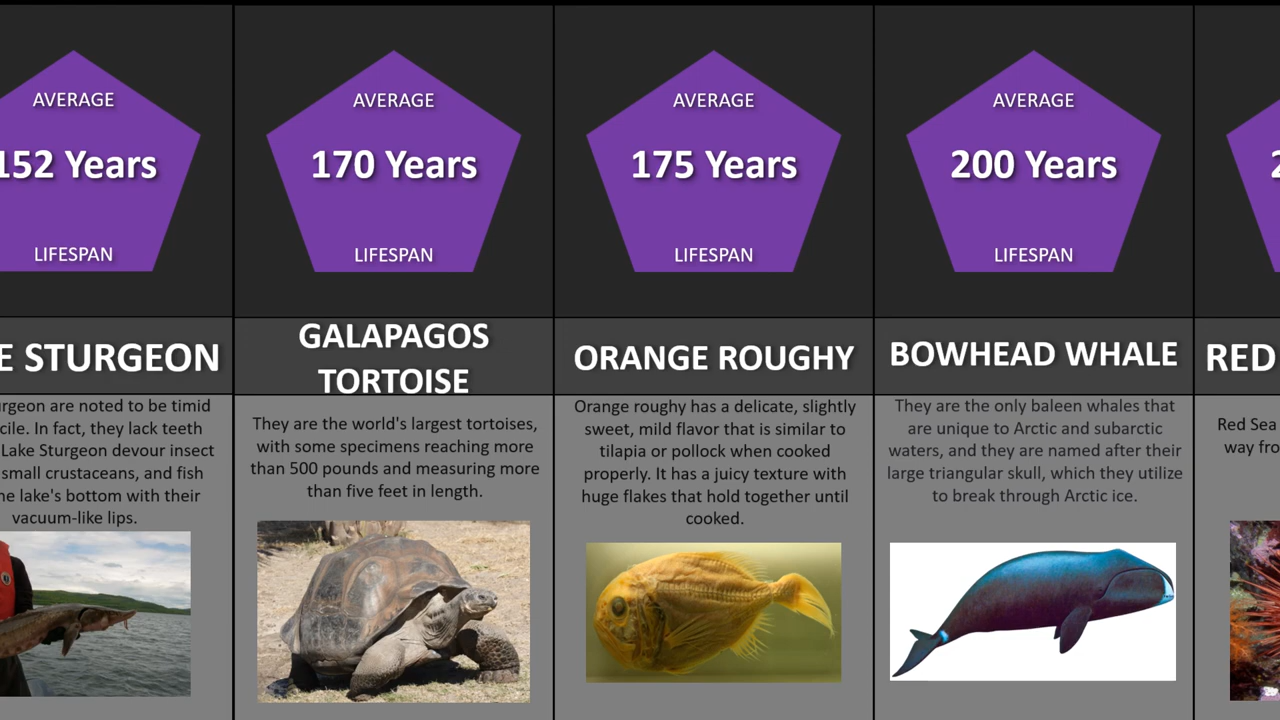 AVERAGE
152 Years
LIFESPAN
E STURGEON
urgeon are noted to be timid
cile. In fact, they lack teeth
Lake Sturgeon devour insect
small crustaceans, and fish
he lake's bottom with their
vacuum-like lips.
AVERAGE
170 Years
LIFESPAN
GALAPAGOS
TORTOISE
They are the world's largest tortoises,
with some specimens reaching more
than 500 pounds and measuring more
than five feet in length.
AVERAGE
175 Years
LIFESPAN
ORANGE ROUGHY
Orange roughy has a delicate, slightly
sweet, mild flavor that is similar to
tilapia or pollock when cooked
properly. It has a juicy texture with
huge flakes that hold together until
cooked.
AVERAGE
200 Years
LIFESPAN
BOWHEAD WHALE
They are the only baleen whales that
are unique to Arctic and subarctic
waters, and they are named after their
large triangular skull, which they utilize
to break through Arctic ice.
2
RED
Red Sea
way fro